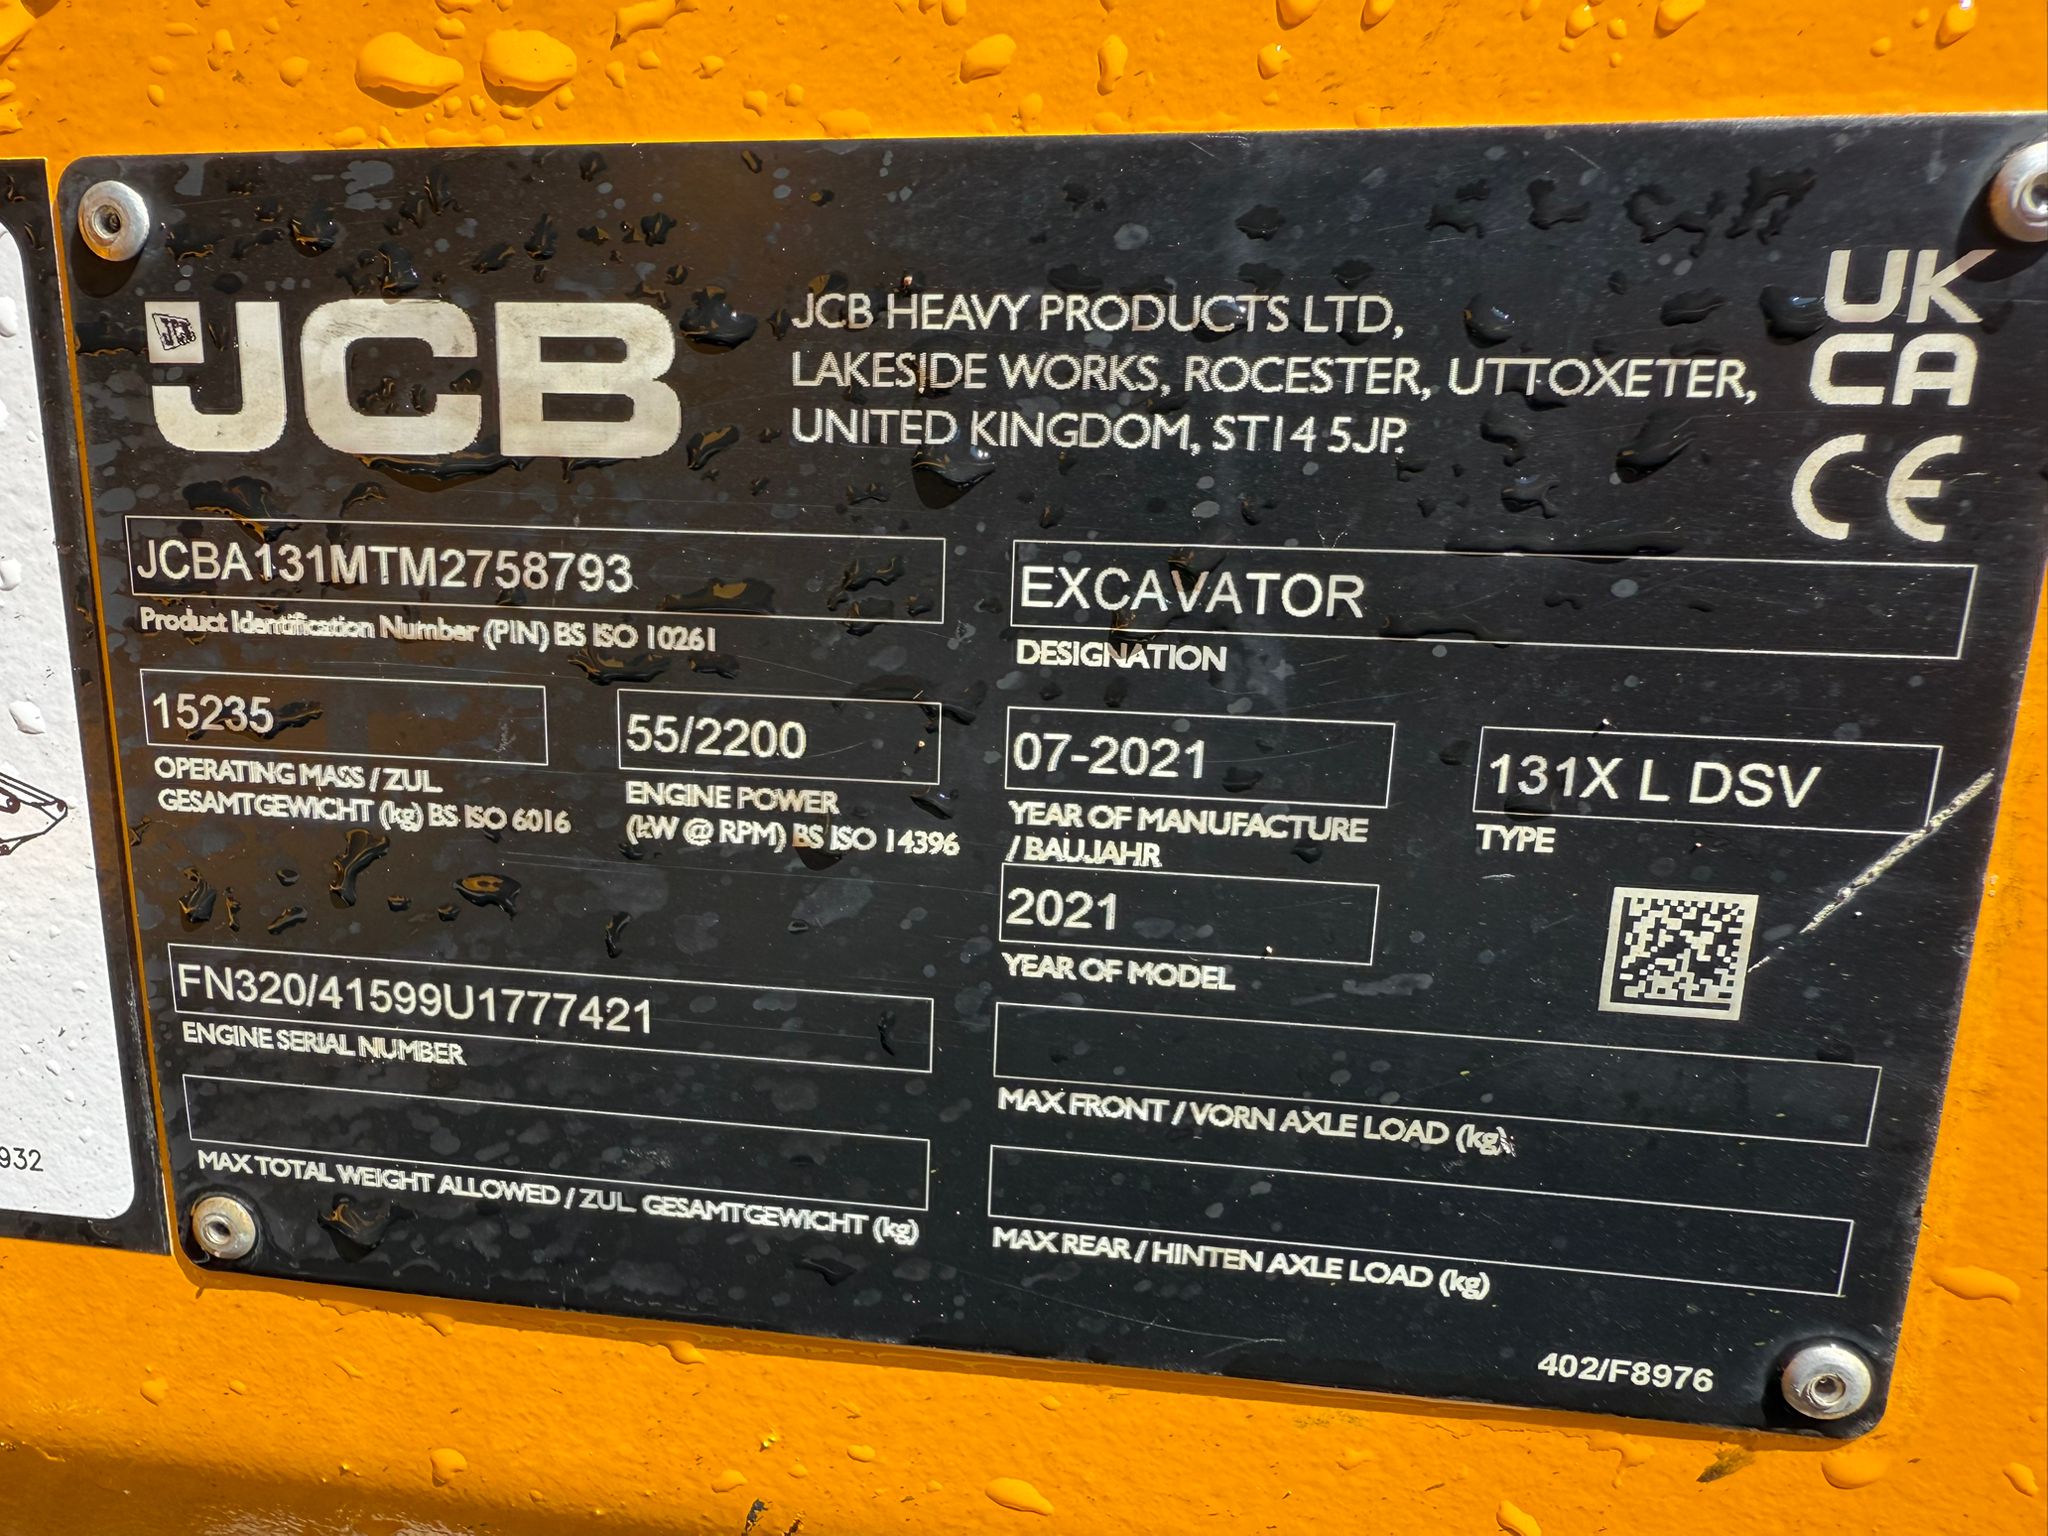 JCB
JCB HEAVY PRODUCTS LTD,
LAKESIDE WORKS, ROCESTER, UTTOXETER,
UNITED KINGDOM, ST14 5JP.
UK
CA
CE
JCBA131MTM2758793
Product Identification Number (PIN) BS ISO 10261
EXCAVATOR
DESIGNATION
15235
OPERATING MASS / ZUL
GESAMTGEWICHT (kg) BS ISO 6016
55/2200
ENGINE POWER
(kW @ RPM) BS ISO 14396
07-2021
YEAR OF MANUFACTURE
/ BAUJAHR
131X L DSV
TYPE
2021
YEAR OF MODEL
FN320/41599U1777421
ENGINE SERIAL NUMBER
MAX FRONT / VORN AXLE LOAD (kg)
MAX TOTAL WEIGHT ALLOWED / ZUL GESAMTGEWICHT (kg)
MAX REAR / HINTEN AXLE LOAD (kg)
402/F8976
932